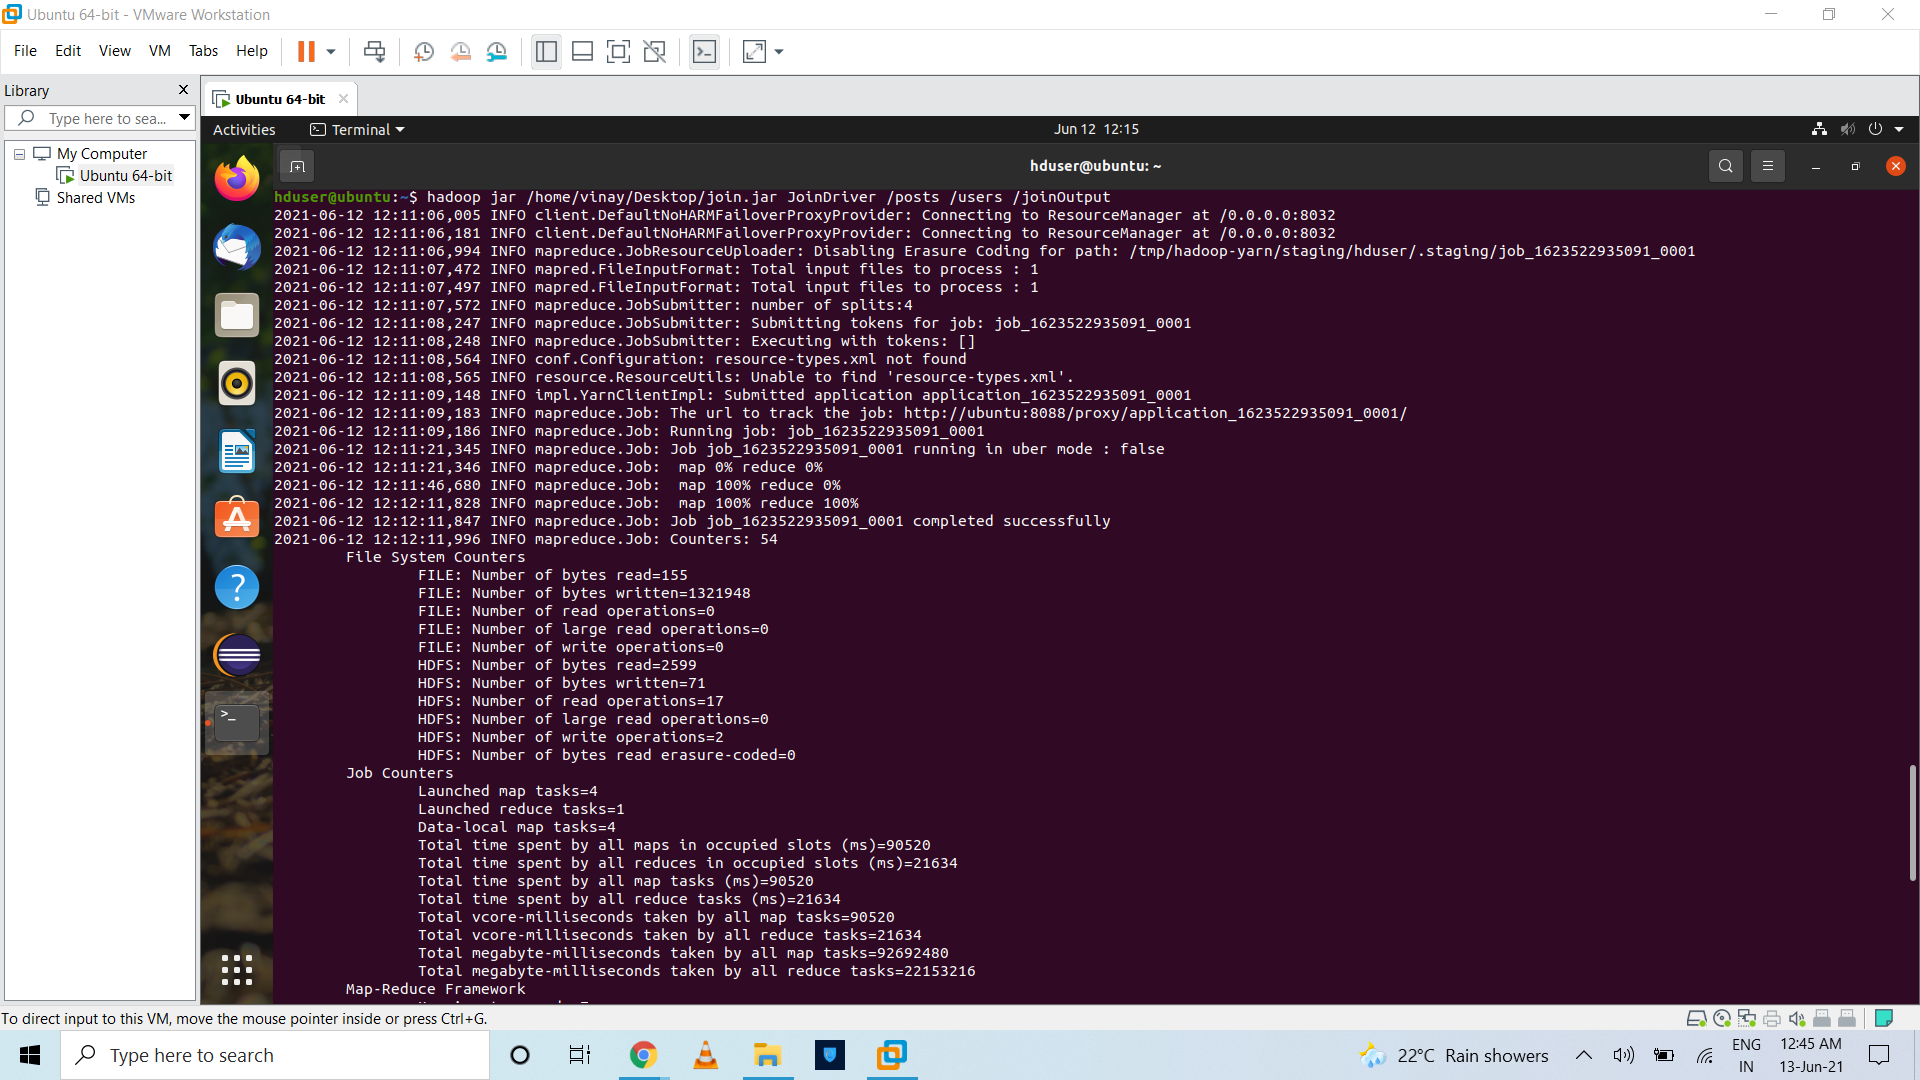 Ubuntu 64-bit - VMware Workstation
File Edit View VM Tabs Help
Library
Type here to sea...
My Computer
Ubuntu 64-bit
Shared VMs
Ubuntu 64-bit
Activities Terminal Jun 12 12:15
hduser@ubuntu: ~
hduser@ubuntu:~$ hadoop jar /home/vinay/Desktop/join.jar JoinDriver /posts /users /joinOutput
2021-06-12 12:11:06,005 INFO client.DefaultNoHARMFailoverProxyProvider: Connecting to ResourceManager at /0.0.0.0:8032
2021-06-12 12:11:06,181 INFO client.DefaultNoHARMFailoverProxyProvider: Connecting to ResourceManager at /0.0.0.0:8032
2021-06-12 12:11:06,994 INFO mapreduce.JobResourceUploader: Disabling Erasure Coding for path: /tmp/hadoop-yarn/staging/hduser/.staging/job_1623522935091_0001
2021-06-12 12:11:07,472 INFO mapred.FileInputFormat: Total input files to process : 1
2021-06-12 12:11:07,497 INFO mapred.FileInputFormat: Total input files to process : 1
2021-06-12 12:11:07,572 INFO mapreduce.JobSubmitter: number of splits:4
2021-06-12 12:11:08,247 INFO mapreduce.JobSubmitter: Submitting tokens for job: job_1623522935091_0001
2021-06-12 12:11:08,248 INFO mapreduce.JobSubmitter: Executing with tokens: []
2021-06-12 12:11:08,564 INFO conf.Configuration: resource-types.xml not found
2021-06-12 12:11:08,565 INFO resource.ResourceUtils: Unable to find 'resource-types.xml'.
2021-06-12 12:11:09,148 INFO impl.YarnClientImpl: Submitted application application_1623522935091_0001
2021-06-12 12:11:09,183 INFO mapreduce.Job: The url to track the job: http://ubuntu:8088/proxy/application_1623522935091_0001/
2021-06-12 12:11:09,186 INFO mapreduce.Job: Running job: job_1623522935091_0001
2021-06-12 12:11:21,345 INFO mapreduce.Job: Job job_1623522935091_0001 running in uber mode : false
2021-06-12 12:11:21,346 INFO mapreduce.Job:  map 0% reduce 0%
2021-06-12 12:11:46,680 INFO mapreduce.Job:  map 100% reduce 0%
2021-06-12 12:12:11,828 INFO mapreduce.Job:  map 100% reduce 100%
2021-06-12 12:12:11,847 INFO mapreduce.Job: Job job_1623522935091_0001 completed successfully
2021-06-12 12:12:11,996 INFO mapreduce.Job: Counters: 54
File System Counters
FILE: Number of bytes read=155
FILE: Number of bytes written=1321948
FILE: Number of read operations=0
FILE: Number of large read operations=0
FILE: Number of write operations=0
HDFS: Number of bytes read=2599
HDFS: Number of bytes written=71
HDFS: Number of read operations=17
HDFS: Number of large read operations=0
HDFS: Number of write operations=2
HDFS: Number of bytes read erasure-coded=0
Job Counters
Launched map tasks=4
Launched reduce tasks=1
Data-local map tasks=4
Total time spent by all maps in occupied slots (ms)=90520
Total time spent by all reduces in occupied slots (ms)=21634
Total time spent by all map tasks (ms)=90520
Total time spent by all reduce tasks (ms)=21634
Total vcore-milliseconds taken by all map tasks=90520
Total vcore-milliseconds taken by all reduce tasks=21634
Total megabyte-milliseconds taken by all map tasks=92692480
Total megabyte-milliseconds taken by all reduce tasks=22153216
Map-Reduce Framework
To direct input to this VM, move the mouse pointer inside or press Ctrl+G.
Type here to search
22°C Rain showers
ENG
IN
12:45 AM
13-Jun-21